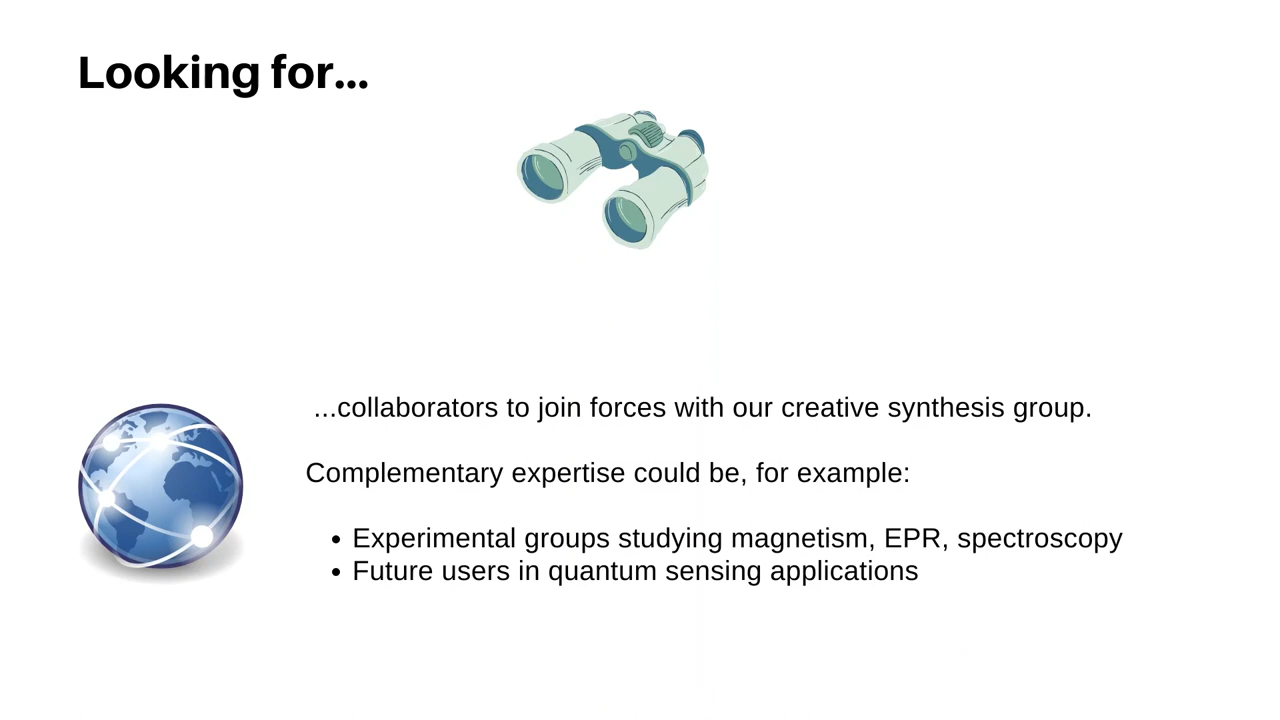 Looking for...
...collaborators to join forces with our creative synthesis group.
Complementary expertise could be, for example:
• Experimental groups studying magnetism, EPR, spectroscopy
• Future users in quantum sensing applications